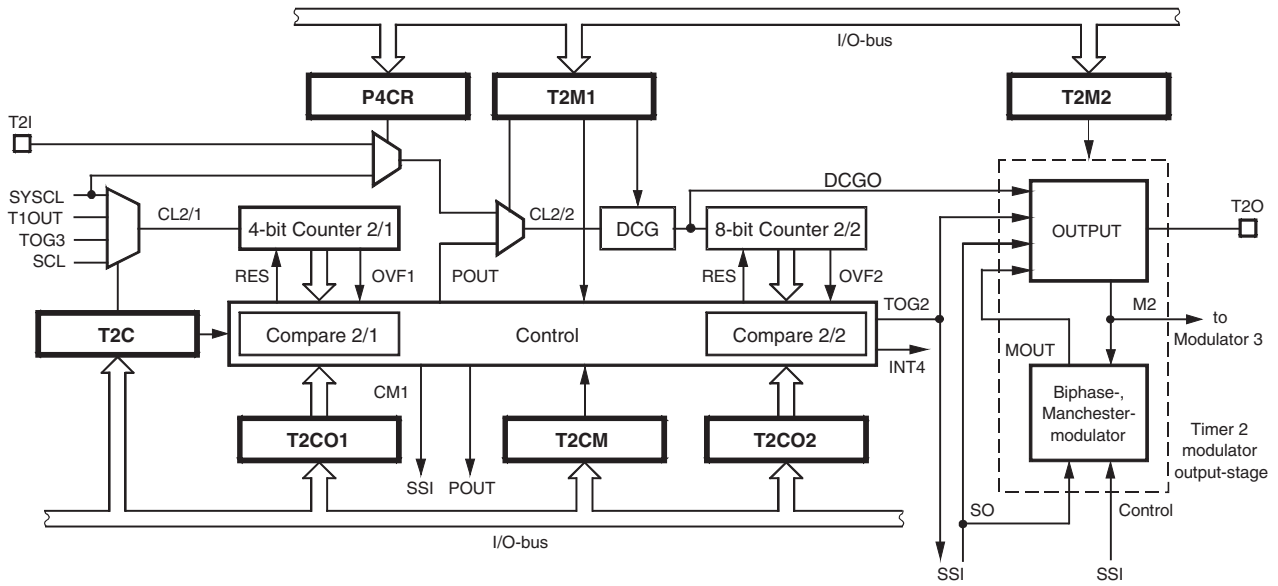 I/O-bus
P4CR
T2M1
T2M2
T2I
SYSCL
T1OUT
TOG3
SCL
CL2/1
4-bit Counter 2/1
CL2/2
DCG
8-bit Counter 2/2
DCGO
OUTPUT
T2O
RES
OVF1
POUT
RES
OVF2
TOG2
M2
to
Modulator 3
T2C
Compare 2/1
Control
Compare 2/2
INT4
MOUT
CM1
Biphase-,
Manchester-
modulator
T2CO1
T2CM
T2CO2
Timer 2
modulator
output-stage
SSI
POUT
SO
Control
I/O-bus
SSI
SSI